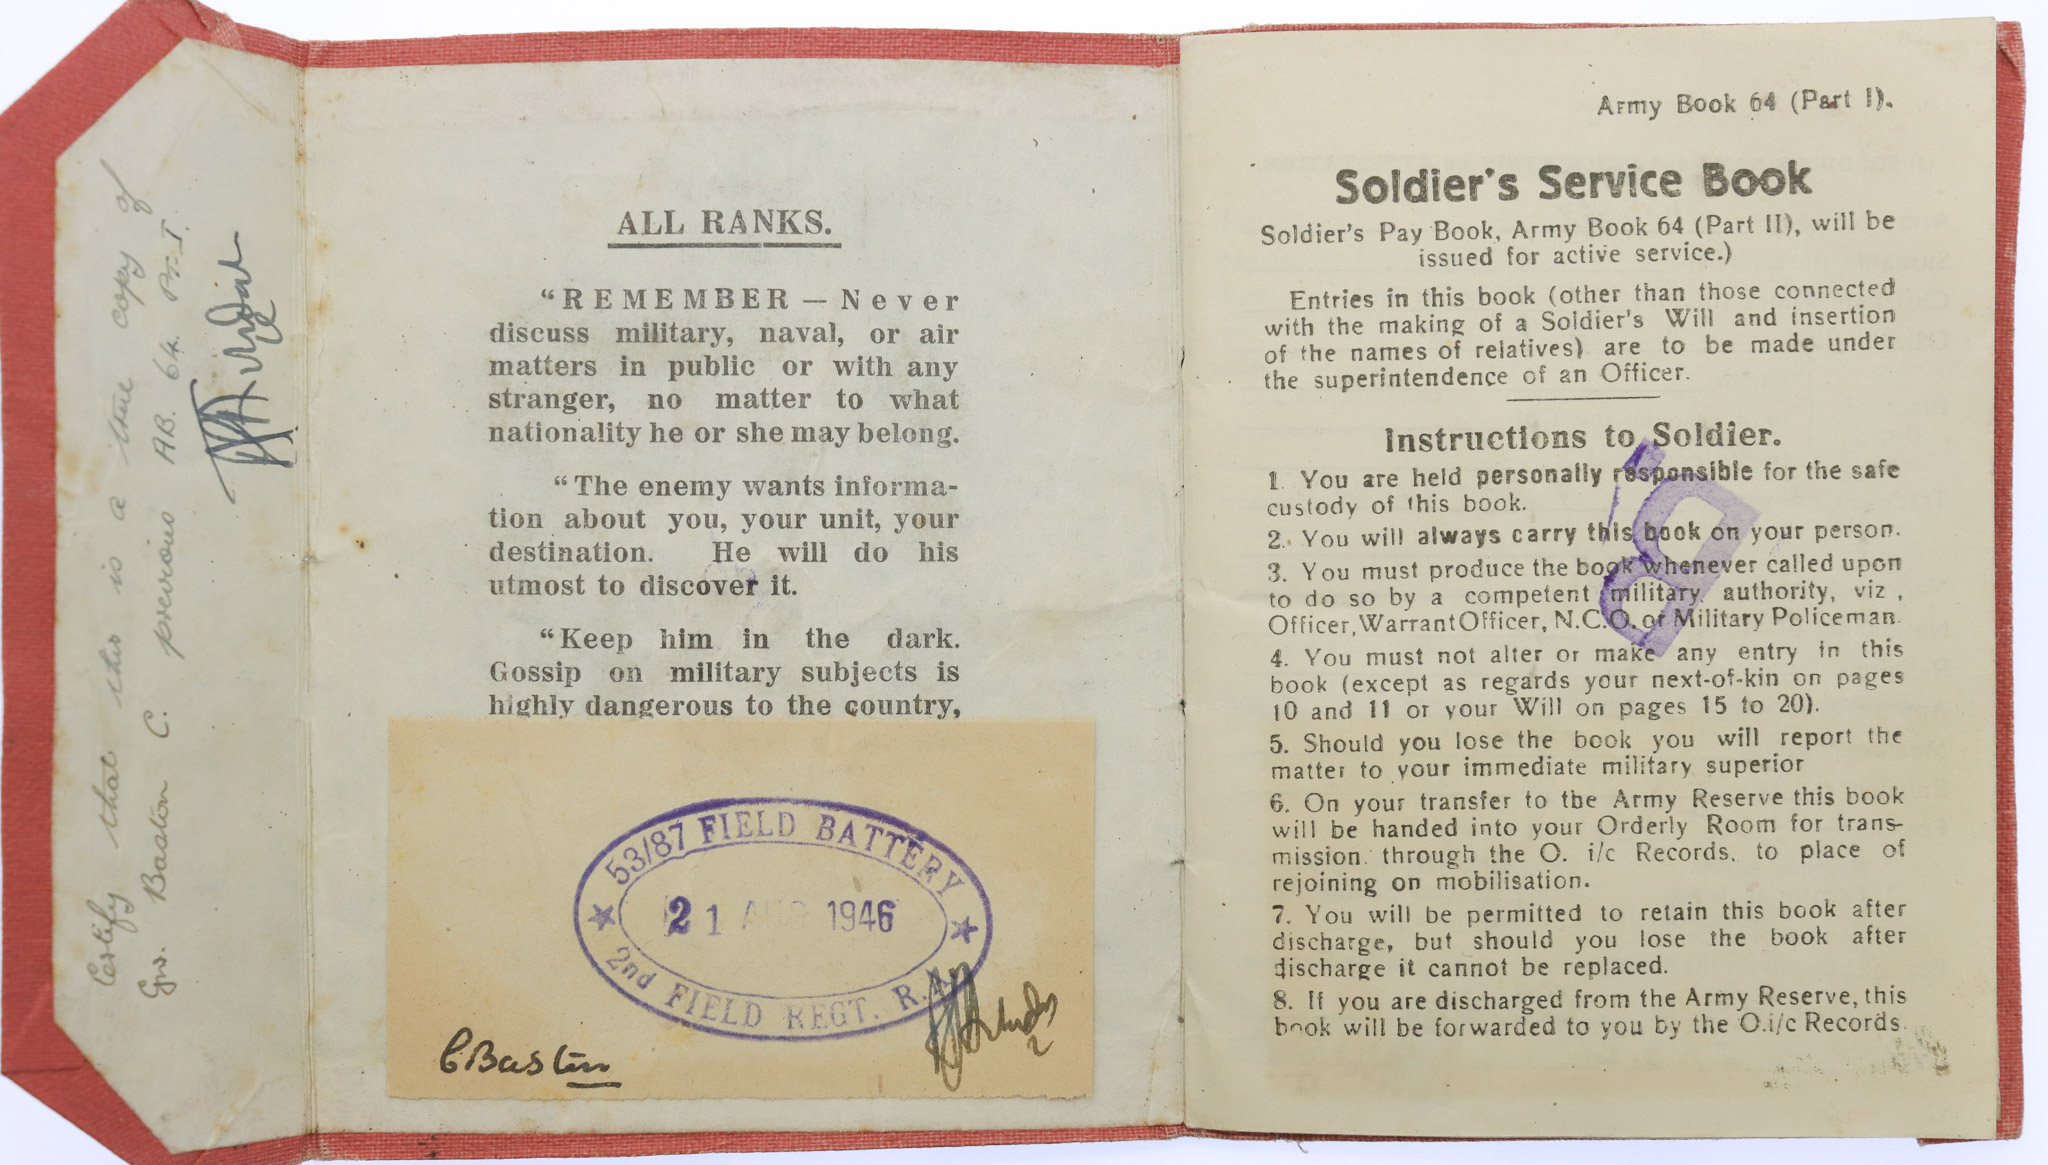 Certify that this is a true copy of
Gnr. Baston C. previous AB. 64. Pt. I.
ALL RANKS.
“REMEMBER — Never
discuss military, naval, or air
matters in public or with any
stranger, no matter to what
nationality he or she may belong.
“The enemy wants informa-
tion about you, your unit, your
destination. He will do his
utmost to discover it.
“Keep him in the dark.
Gossip on military subjects is
highly dangerous to the country,
53/87 FIELD BATTERY
21 AUG 1946
2nd FIELD REGT. R.A.
C Baston
Army Book 64 (Part I).
Soldier's Service Book
Soldier's Pay Book, Army Book 64 (Part II), will be
issued for active service.)
Entries in this book (other than those connected
with the making of a Soldier's Will and insertion
of the names of relatives) are to be made under
the superintendence of an Officer.
Instructions to Soldier.
1. You are held personally responsible for the safe
custody of this book.
2. You will always carry this book on your person.
3. You must produce the book whenever called upon
to do so by a competent military authority, viz,
Officer, Warrant Officer, N.C.O. or Military Policeman.
4. You must not alter or make any entry in this
book (except as regards your next-of-kin on pages
10 and 11 or your Will on pages 15 to 20).
5. Should you lose the book you will report the
matter to your immediate military superior
6. On your transfer to the Army Reserve this book
will be handed into your Orderly Room for trans-
mission. through the O. i/c Records, to place of
rejoining on mobilisation.
7. You will be permitted to retain this book after
discharge, but should you lose the book after
discharge it cannot be replaced.
8. If you are discharged from the Army Reserve, this
book will be forwarded to you by the O.i/c Records.